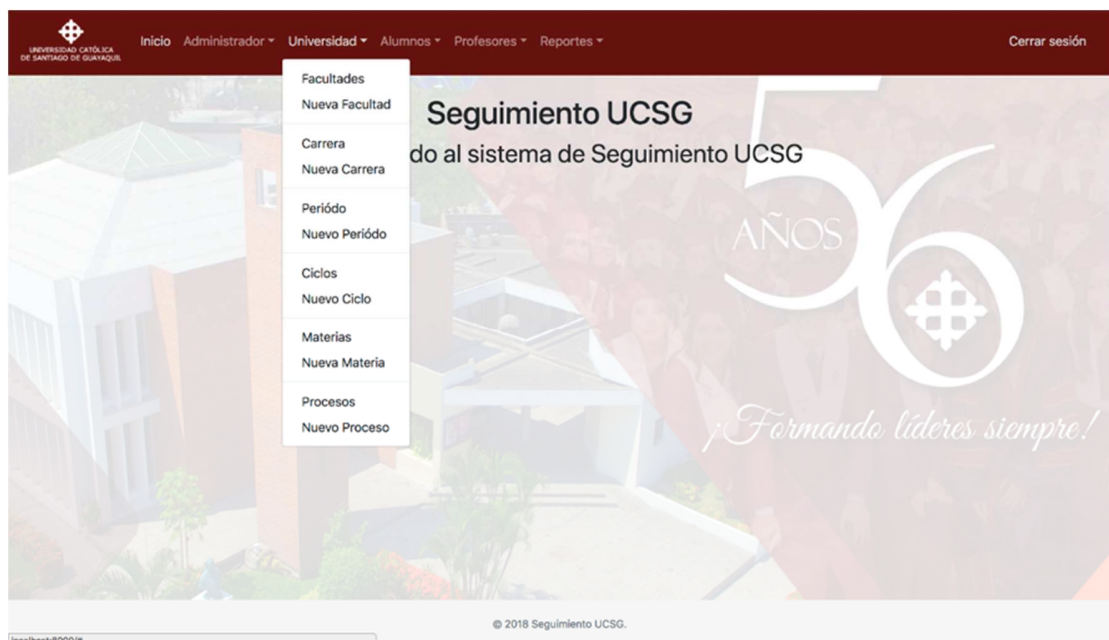 UNIVERSIDAD CATÓLICA
DE SANTIAGO DE GUAYAQUIL
Inicio Administrador Universidad Alumnos Profesores Reportes Cerrar sesión
Facultades
Nueva Facultad
Carrera
Nueva Carrera
Periódo
Nuevo Periódo
Ciclos
Nuevo Ciclo
Materias
Nueva Materia
Procesos
Nuevo Proceso
Seguimiento UCSG
do al sistema de Seguimiento UCSG
56
AÑOS
¡Formando líderes siempre!
© 2018 Seguimiento UCSG.